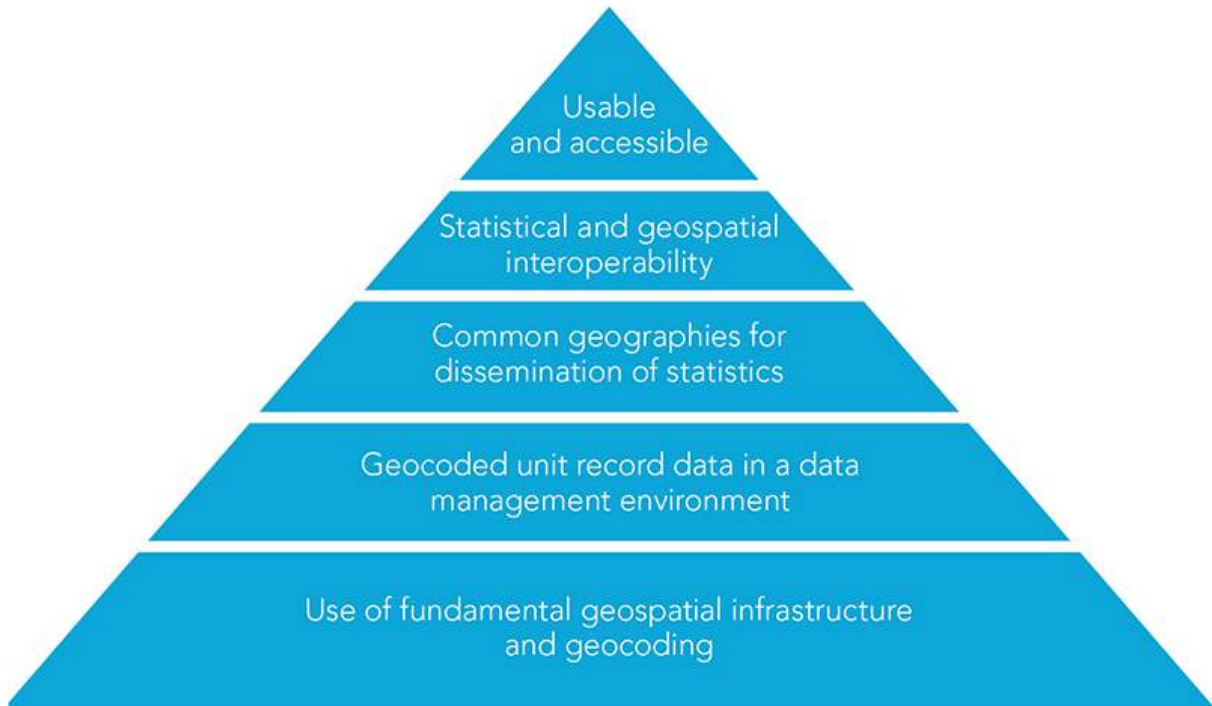 Usable
and accessible
Statistical and geospatial
interoperability
Common geographies for
dissemination of statistics
Geocoded unit record data in a data
management environment
Use of fundamental geospatial infrastructure
and geocoding